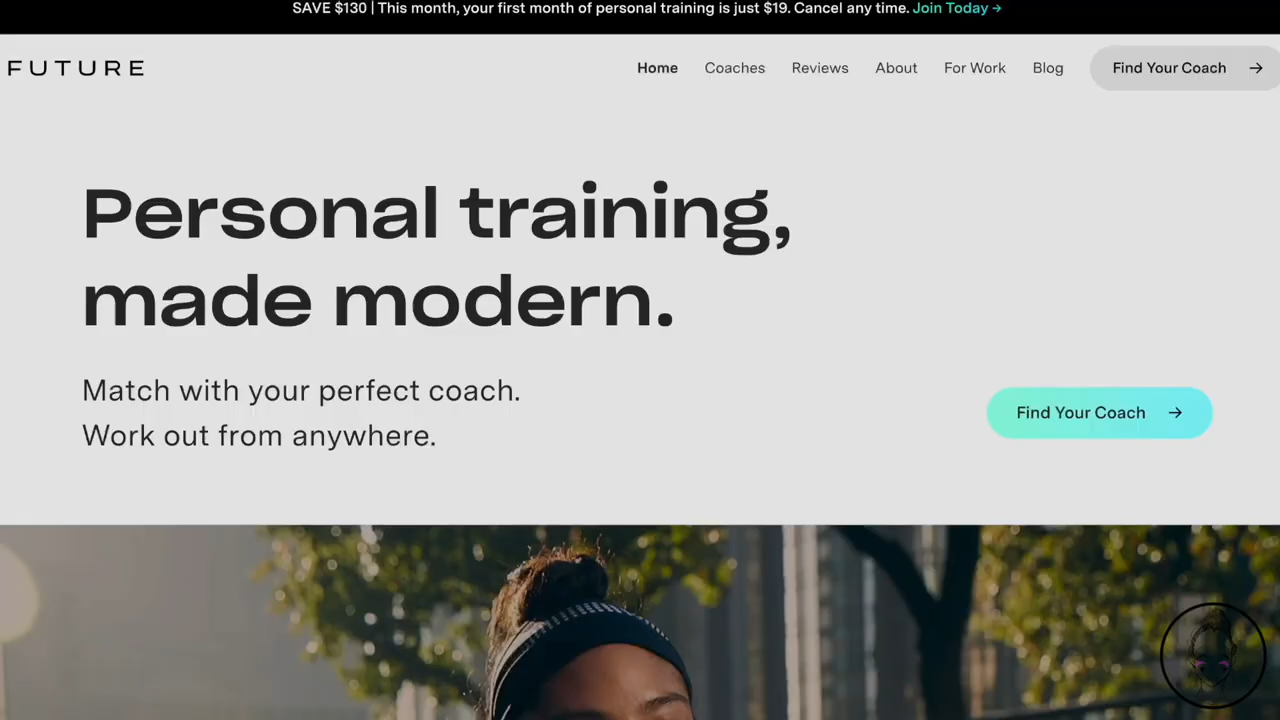 SAVE $130 | This month, your first month of personal training is just $19. Cancel any time. Join Today →
FUTURE
Home
Coaches
Reviews
About
For Work
Blog
Find Your Coach →
Personal training,
made modern.
Match with your perfect coach.
Work out from anywhere.
Find Your Coach →